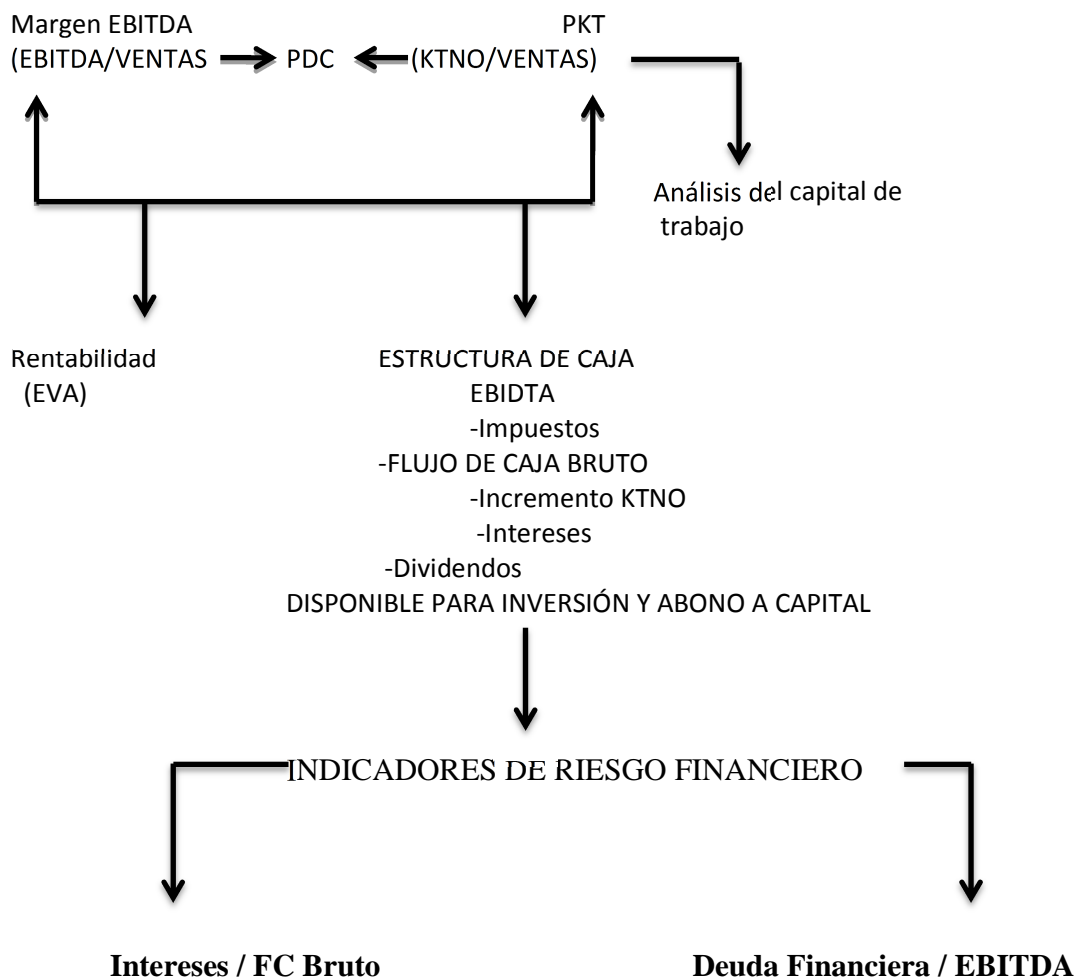 Margen EBITDA
PKT
(EBITDA/VENTAS
PDC
(KTNO/VENTAS)
Análisis del capital de
trabajo
Rentabilidad
(EVA)
ESTRUCTURA DE CAJA
EBIDTA
-Impuestos
-FLUJO DE CAJA BRUTO
-Incremento KTNO
-Intereses
-Dividendos
DISPONIBLE PARA INVERSIÓN Y ABONO A CAPITAL
INDICADORES DE RIESGO FINANCIERO
Intereses / FC Bruto
Deuda Financiera / EBITDA